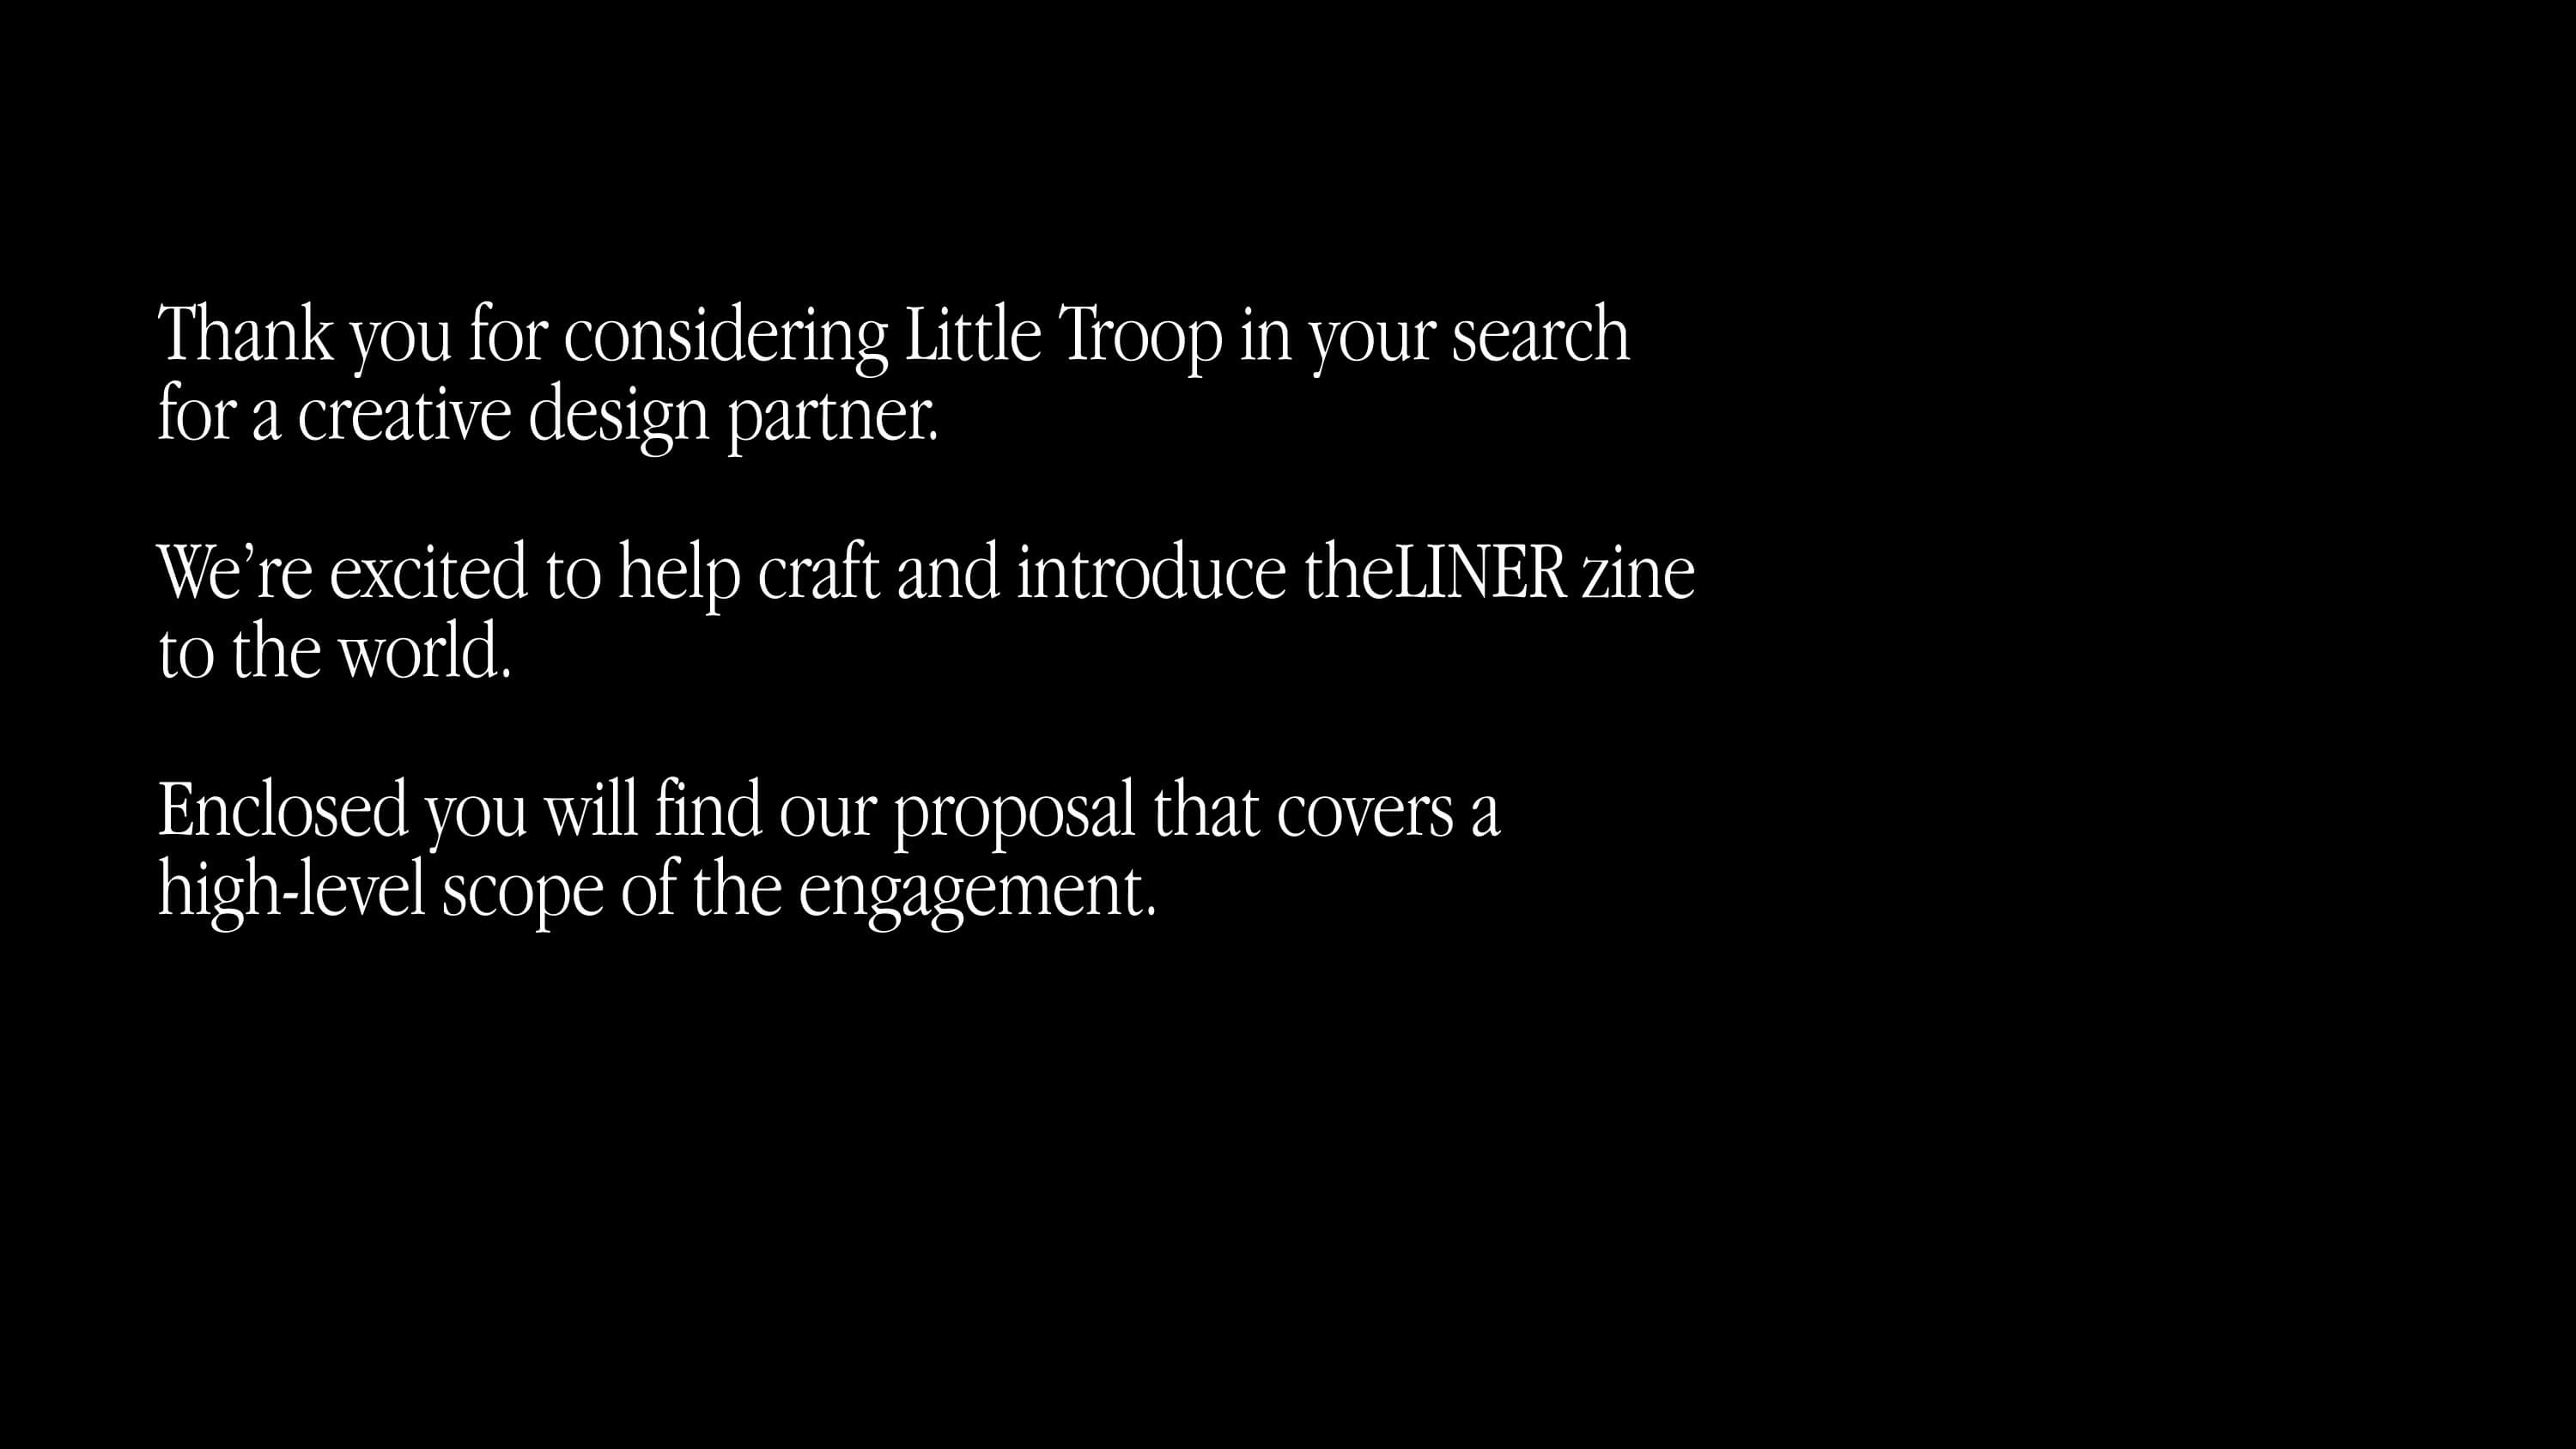 Thank you for considering Little Troop in your search
for a creative design partner.
We’re excited to help craft and introduce theLINER zine
to the world.
Enclosed you will find our proposal that covers a
high-level scope of the engagement.